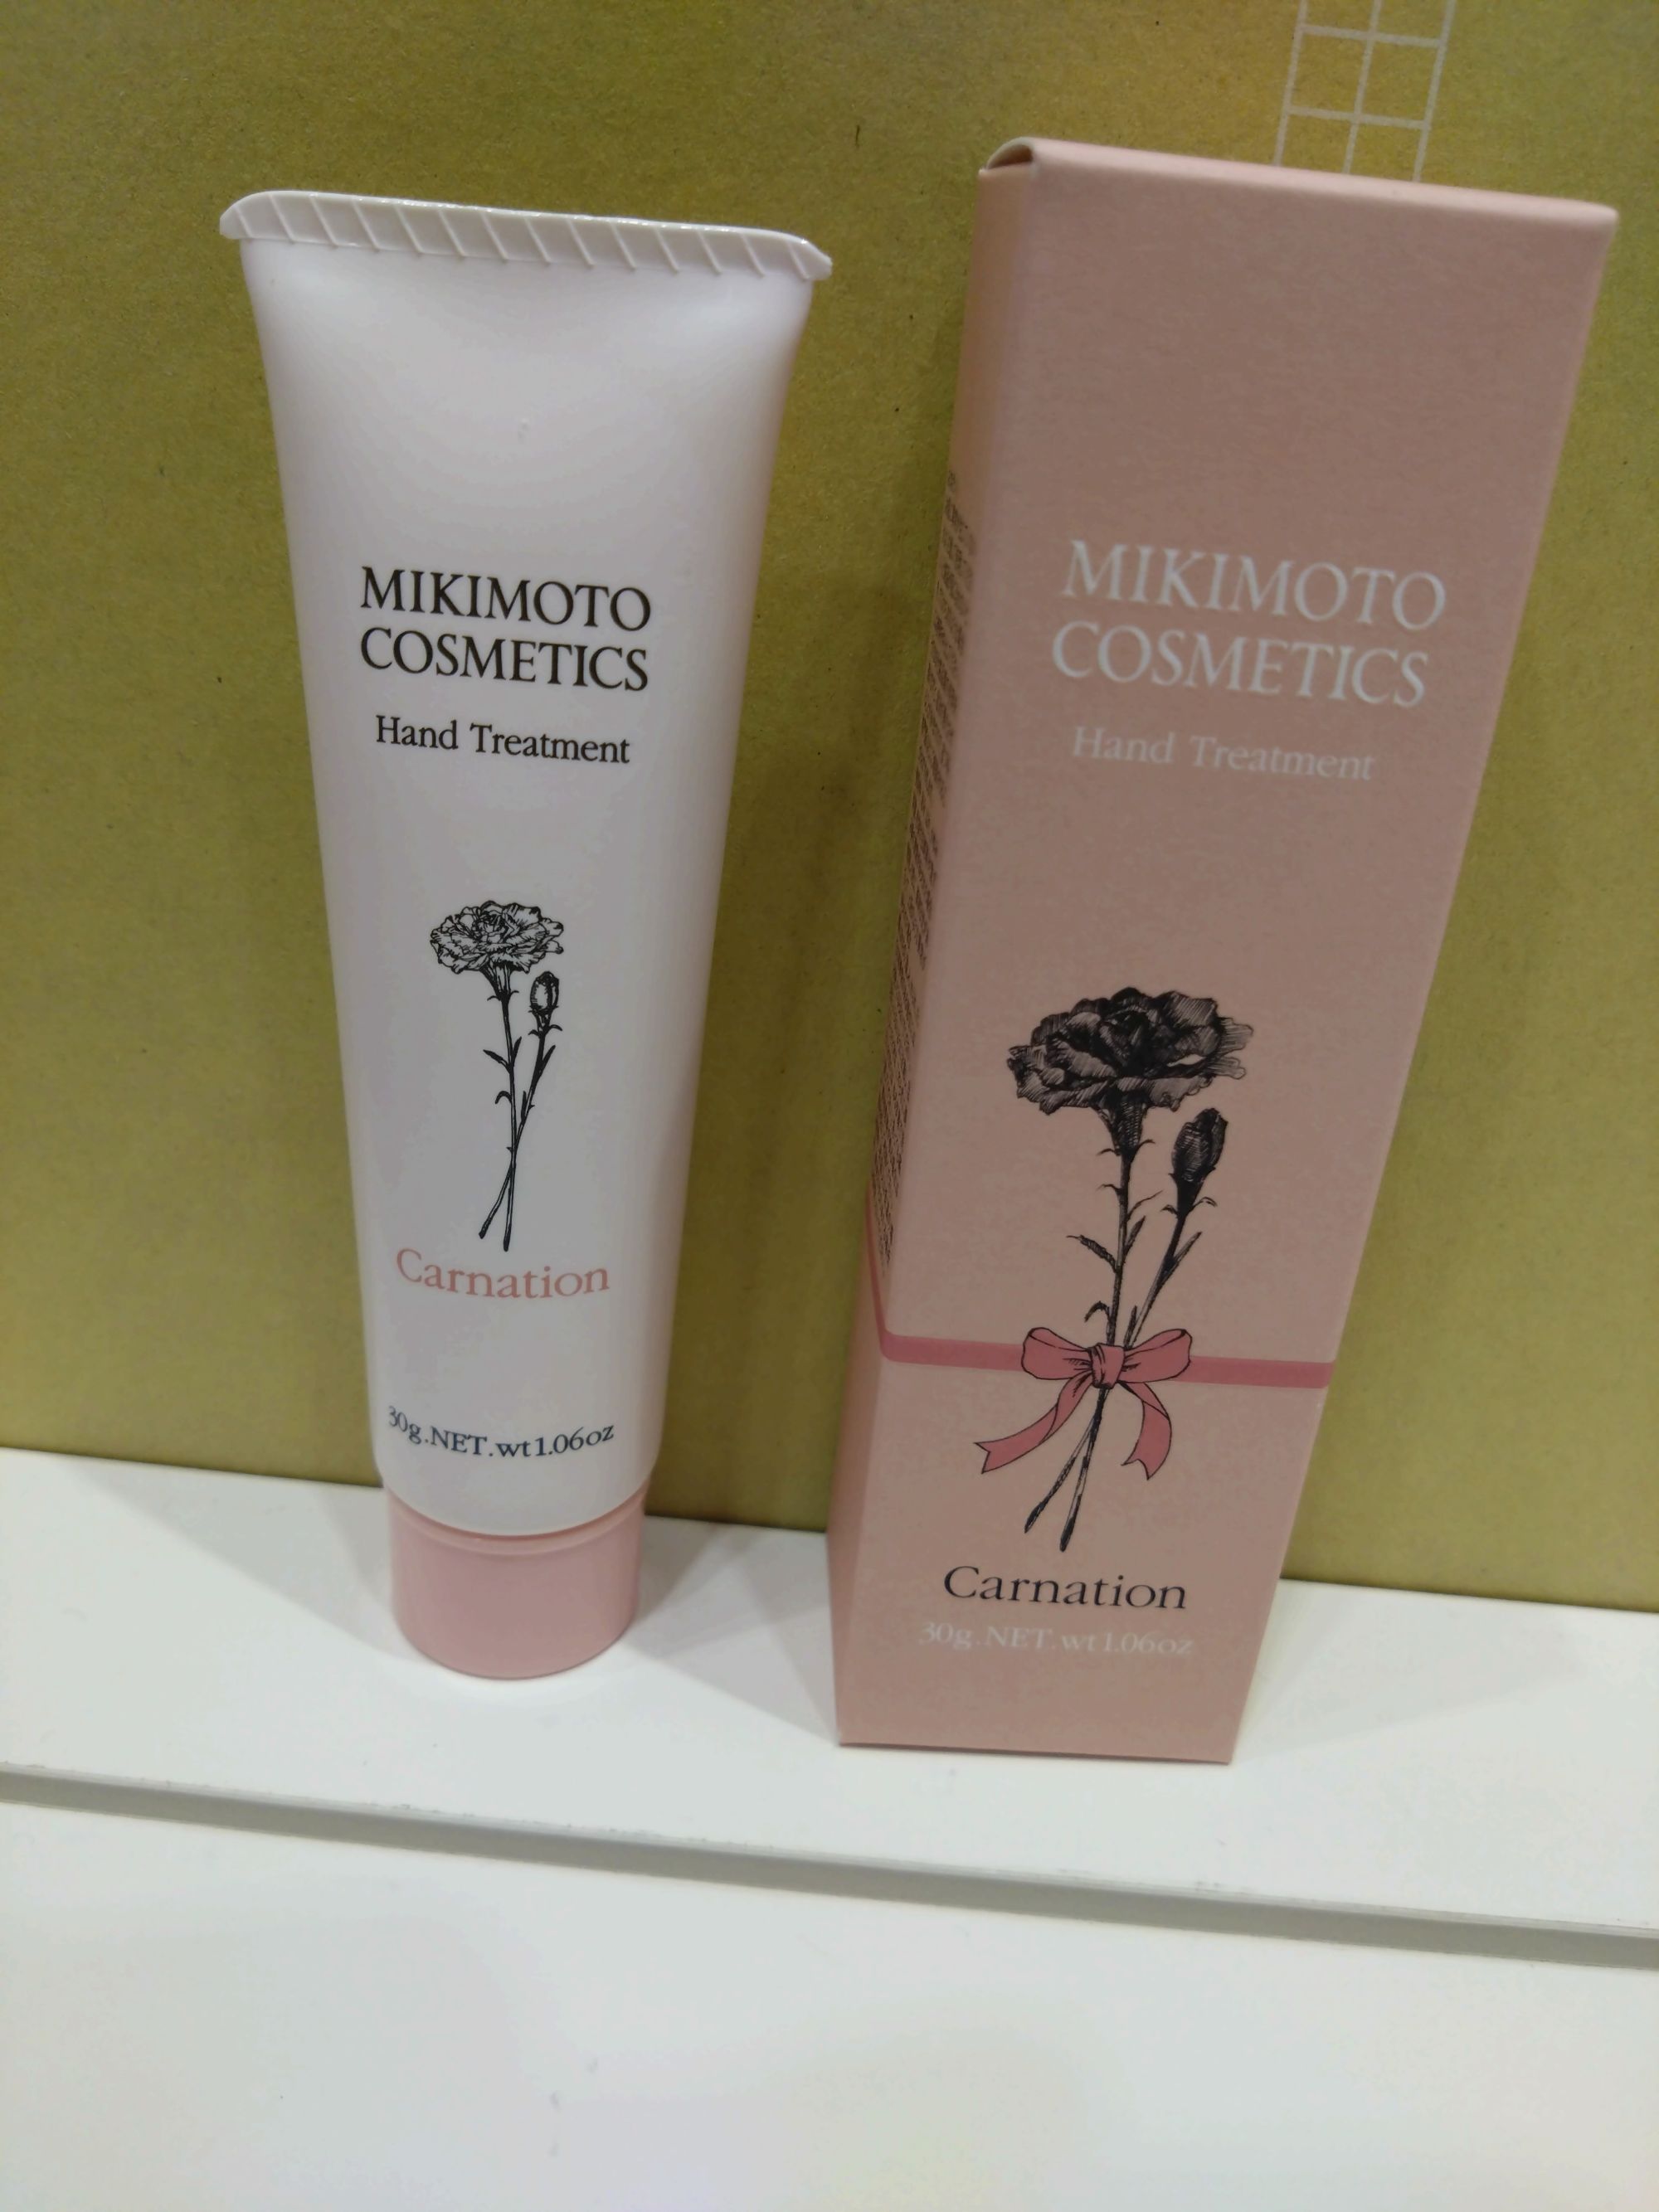 MIKIMOTO
COSMETICS
Hand Treatment
Carnation
30g.NET.wt1.06oz
MIKIMOTO
COSMETICS
Hand Treatment
Carnation
30g.NET.wt1.06oz